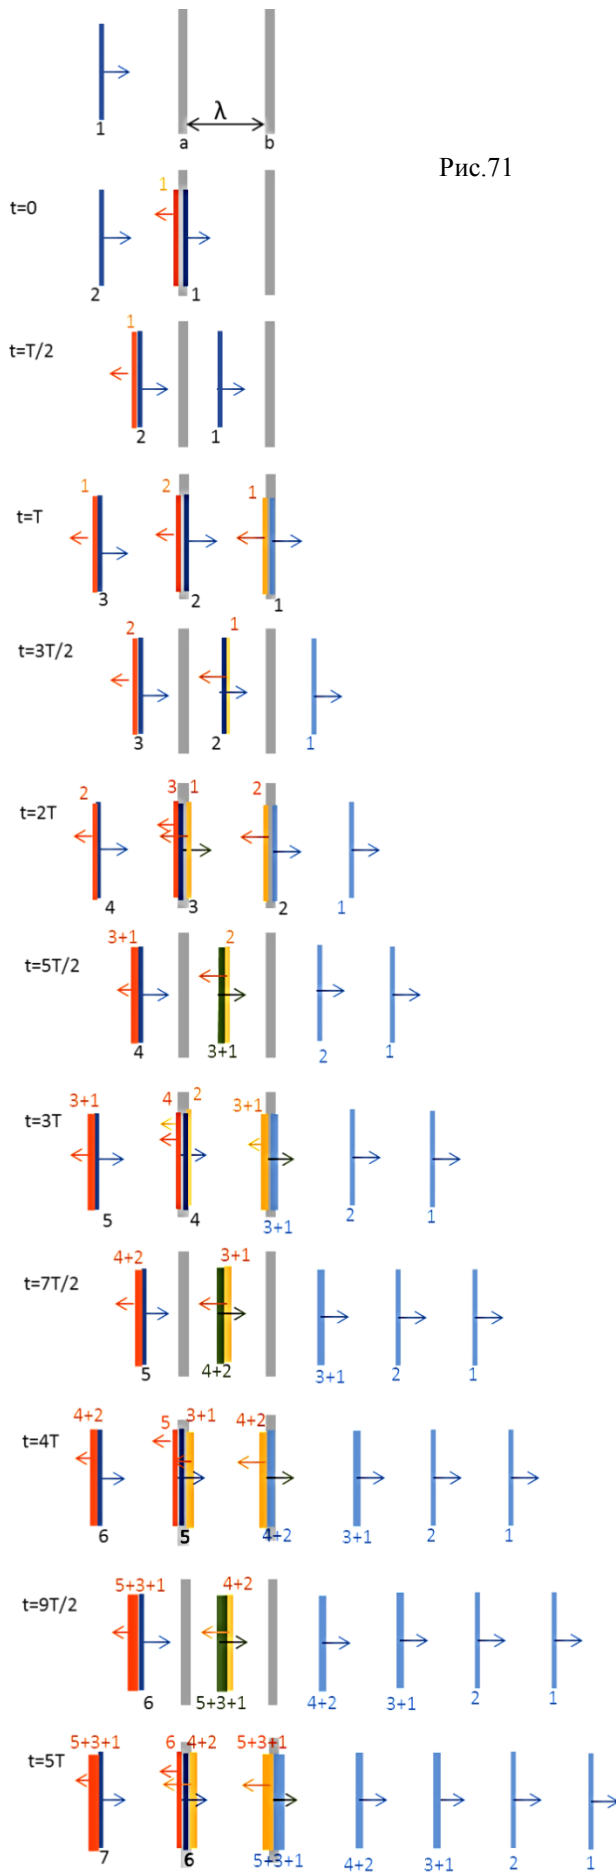 λ
1
a b
Рис.71
1
t=0
2 1
1
t=T/2
2 1
1 2 1
t=T
3 2 1
2 1
t=3T/2
3 2 1
2 3 1 2
t=2T
4 3 2 1
3+1 2
t=5T/2
4 3+1 2 1
3+1 4 2 3+1
t=3T
5 4 3+1 2 1
4+2 3+1
t=7T/2
5 4+2 3+1 2 1
4+2 5 3+1 4+2
t=4T
6 5 4+2 3+1 2 1
5+3+1 4+2
t=9T/2
6 5+3+1 4+2 3+1 2 1
5+3+1 6 4+2 5+3+1
t=5T
7 6 5+3+1 4+2 3+1 2 1